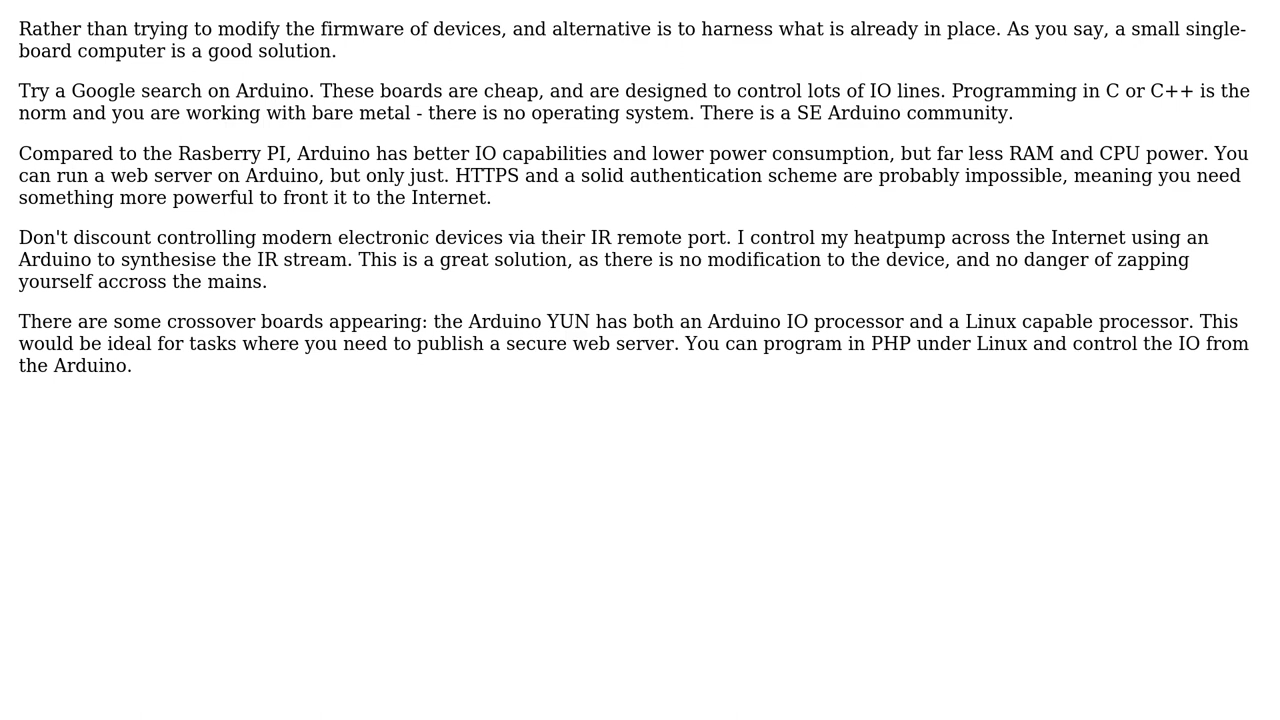 Rather than trying to modify the firmware of devices, and alternative is to harness what is already in place. As you say, a small single-
board computer is a good solution.
Try a Google search on Arduino. These boards are cheap, and are designed to control lots of IO lines. Programming in C or C++ is the
norm and you are working with bare metal - there is no operating system. There is a SE Arduino community.
Compared to the Rasberry PI, Arduino has better IO capabilities and lower power consumption, but far less RAM and CPU power. You
can run a web server on Arduino, but only just. HTTPS and a solid authentication scheme are probably impossible, meaning you need
something more powerful to front it to the Internet.
Don't discount controlling modern electronic devices via their IR remote port. I control my heatpump across the Internet using an
Arduino to synthesise the IR stream. This is a great solution, as there is no modification to the device, and no danger of zapping
yourself accross the mains.
There are some crossover boards appearing: the Arduino YUN has both an Arduino IO processor and a Linux capable processor. This
would be ideal for tasks where you need to publish a secure web server. You can program in PHP under Linux and control the IO from
the Arduino.